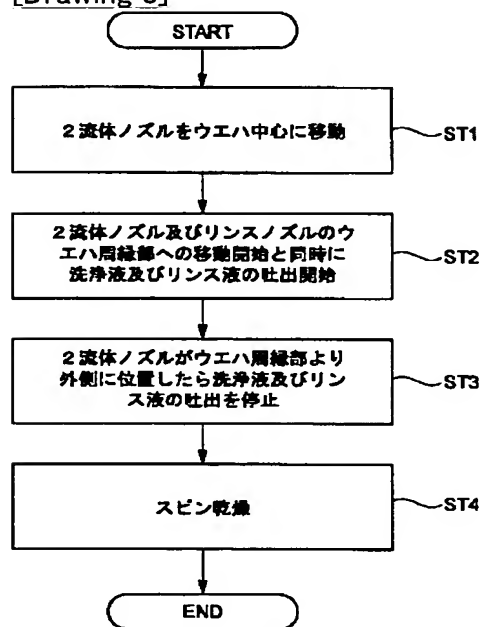 START
2流体ノズルをウエハ中心に移動
ST1
2流体ノズル及びリンスノズルのウ
エハ周縁部への移動開始と同時に
洗浄液及びリンス液の吐出開始
ST2
2流体ノズルがウエハ周縁部より
外側に位置したら洗浄液及びリン
ス液の吐出を停止
ST3
スピン乾燥
ST4
END